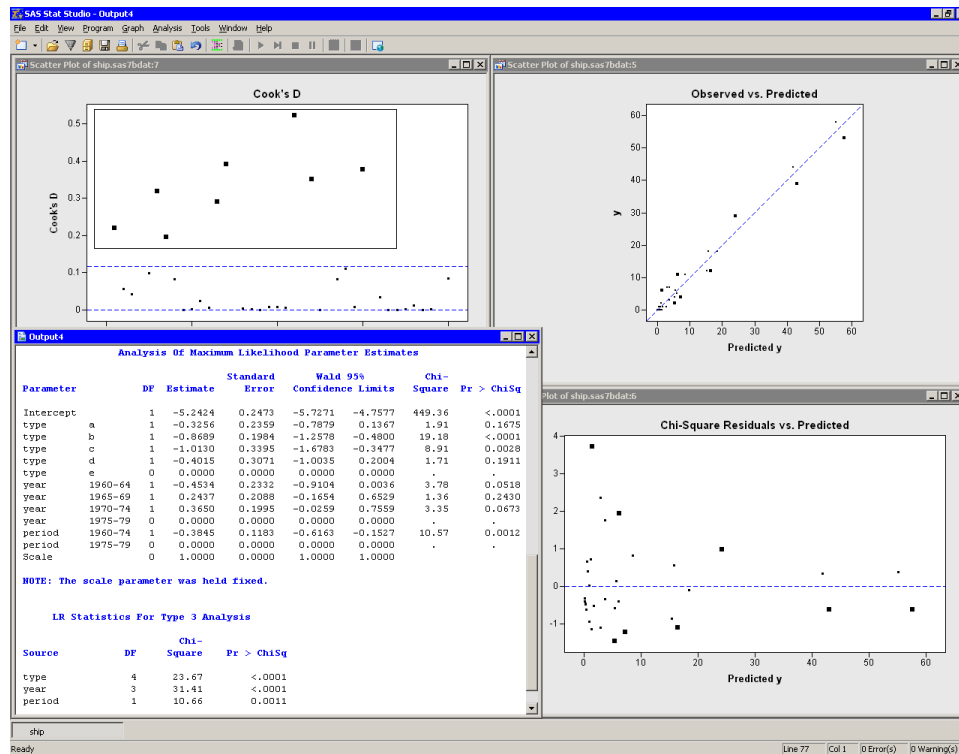 SAS Stat Studio - Output4
File Edit View Program Graph Analysis Tools Window Help
Scatter Plot of ship.sas7bdat:7
Cook's D
0.5
0.4
0.3
0.2
0.1
0.0
Cook's D
Scatter Plot of ship.sas7bdat:5
Observed vs. Predicted
60
50
40
30
20
10
0
y
0 10 20 30 40 50 60
Predicted y
Output4
Analysis Of Maximum Likelihood Parameter Estimates
Standard Wald 95% Chi-
Parameter DF Estimate Error Confidence Limits Square Pr > ChiSq
Intercept 1 -5.2424 0.2473 -5.7271 -4.7577 449.36 <.0001
type a 1 -0.3256 0.2359 -0.7879 0.1367 1.91 0.1675
type b 1 -0.8689 0.1984 -1.2578 -0.4800 19.18 <.0001
type c 1 -1.0130 0.3395 -1.6783 -0.3477 8.91 0.0028
type d 1 -0.4015 0.3071 -1.0035 0.2004 1.71 0.1911
type e 0 0.0000 0.0000 0.0000 0.0000 . .
year 1960-64 1 -0.4534 0.2332 -0.9104 0.0036 3.78 0.0518
year 1965-69 1 0.2437 0.2088 -0.1654 0.6529 1.36 0.2430
year 1970-74 1 0.3650 0.1995 -0.0259 0.7559 3.35 0.0673
year 1975-79 0 0.0000 0.0000 0.0000 0.0000 . .
period 1960-74 1 -0.3845 0.1183 -0.6163 -0.1527 10.57 0.0012
period 1975-79 0 0.0000 0.0000 0.0000 0.0000 . .
Scale 0 1.0000 0.0000 1.0000 1.0000
NOTE: The scale parameter was held fixed.
LR Statistics For Type 3 Analysis
Chi-
Source DF Square Pr > ChiSq
type 4 23.67 <.0001
year 3 31.41 <.0001
period 1 10.66 0.0011
Plot of ship.sas7bdat:6
Chi-Square Residuals vs. Predicted
4
3
2
1
0
-1
0 10 20 30 40 50 60
Predicted y
ship
Ready
Line 77 Col 1 0 Error(s) 0 Warning(s)